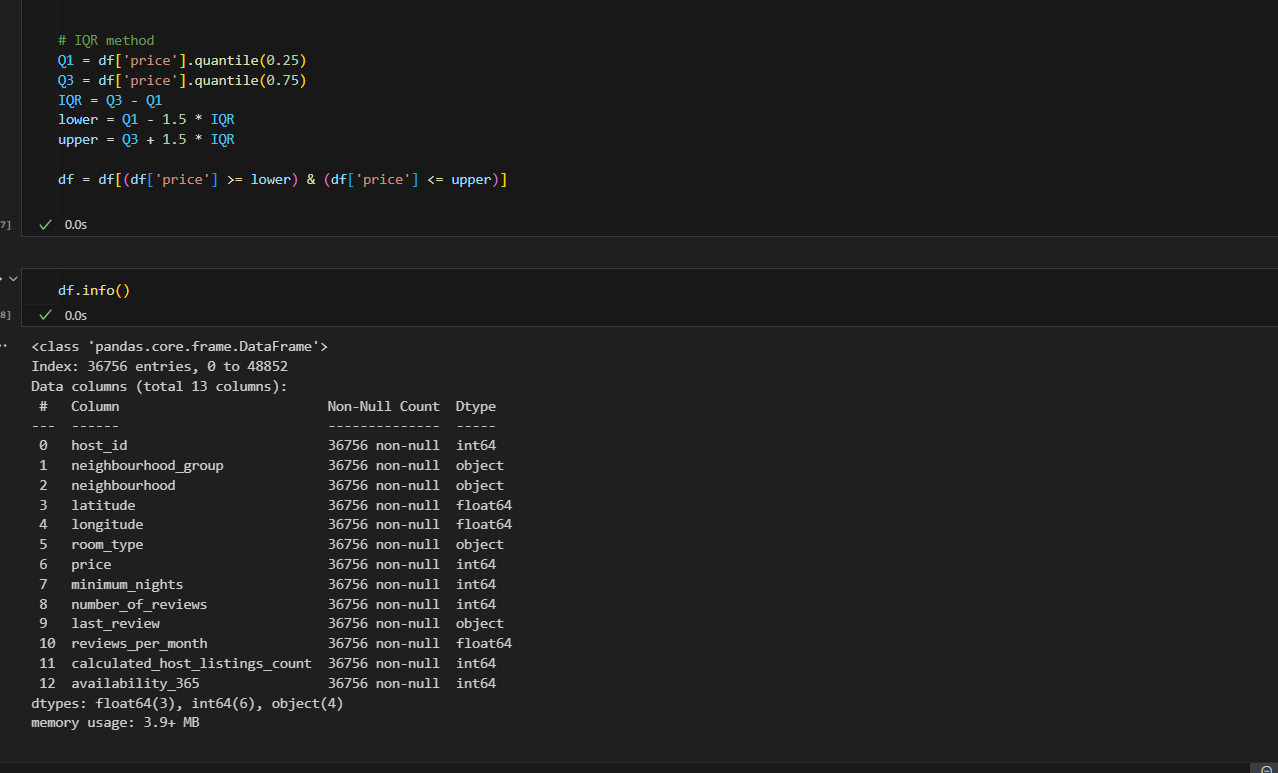 # IQR method
Q1 = df['price'].quantile(0.25)
Q3 = df['price'].quantile(0.75)
IQR = Q3 - Q1
lower = Q1 - 1.5 * IQR
upper = Q3 + 1.5 * IQR
df = df[(df['price'] >= lower) & (df['price'] <= upper)]
7] 0.0s
df.info()
8] 0.0s
<class 'pandas.core.frame.DataFrame'>
Index: 36756 entries, 0 to 48852
Data columns (total 13 columns):
 #   Column                          Non-Null Count  Dtype
---  ------                          --------------  -----
 0   host_id                         36756 non-null  int64
 1   neighbourhood_group             36756 non-null  object
 2   neighbourhood                   36756 non-null  object
 3   latitude                        36756 non-null  float64
 4   longitude                       36756 non-null  float64
 5   room_type                       36756 non-null  object
 6   price                           36756 non-null  int64
 7   minimum_nights                  36756 non-null  int64
 8   number_of_reviews               36756 non-null  int64
 9   last_review                     36756 non-null  object
 10  reviews_per_month               36756 non-null  float64
 11  calculated_host_listings_count  36756 non-null  int64
 12  availability_365                36756 non-null  int64
dtypes: float64(3), int64(6), object(4)
memory usage: 3.9+ MB